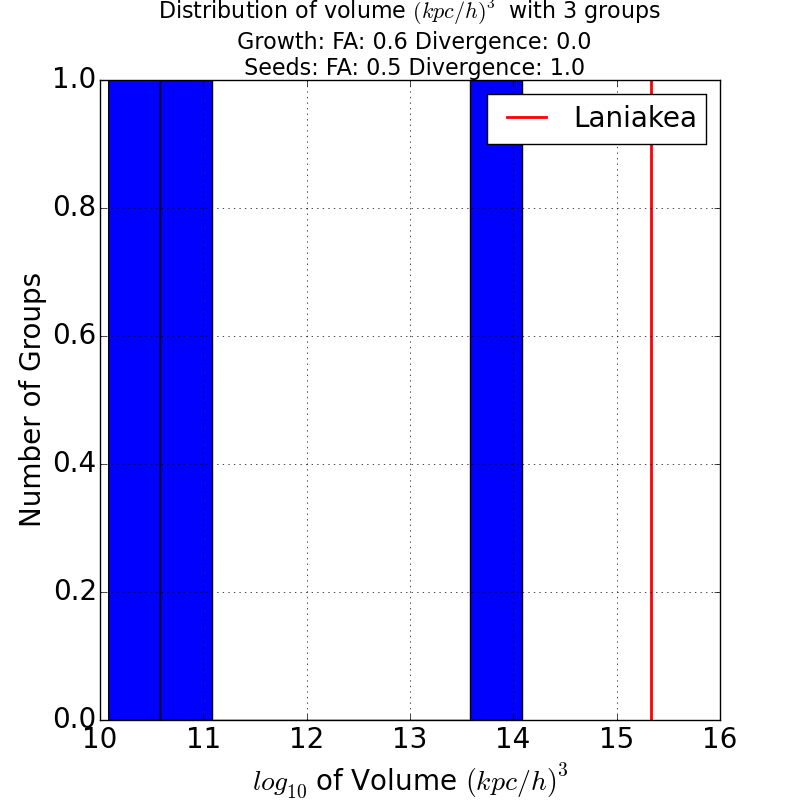 Distribution of volume (kpc/h)³ with 3 groups
Growth: FA: 0.6 Divergence: 0.0
Seeds: FA: 0.5 Divergence: 1.0
Laniakea
1.0
0.8
0.6
0.4
0.2
0.0
Number of Groups
10 11 12 13 14 15 16
log₁₀ of Volume (kpc/h)³